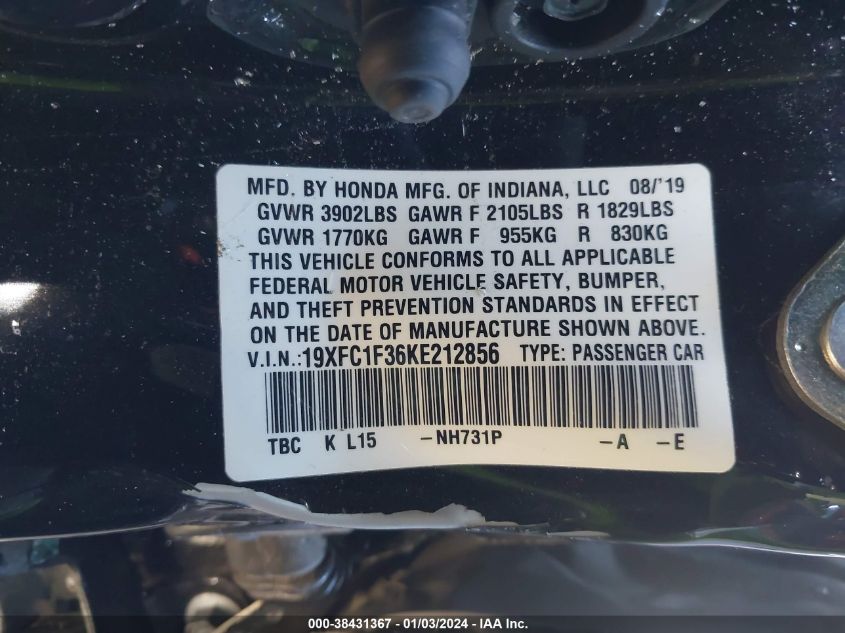 MFD. BY HONDA MFG. OF INDIANA, LLC 08/'19
GVWR 3902LBS GAWR F 2105LBS R 1829LBS
GVWR 1770KG GAWR F 955KG R 830KG
THIS VEHICLE CONFORMS TO ALL APPLICABLE
FEDERAL MOTOR VEHICLE SAFETY, BUMPER,
AND THEFT PREVENTION STANDARDS IN EFFECT
ON THE DATE OF MANUFACTURE SHOWN ABOVE.
V.I.N.:19XFC1F36KE212856 TYPE: PASSENGER CAR
TBC K L15 -NH731P -A -E
000-38431367 — 01/03/2024 — IAA Inc.